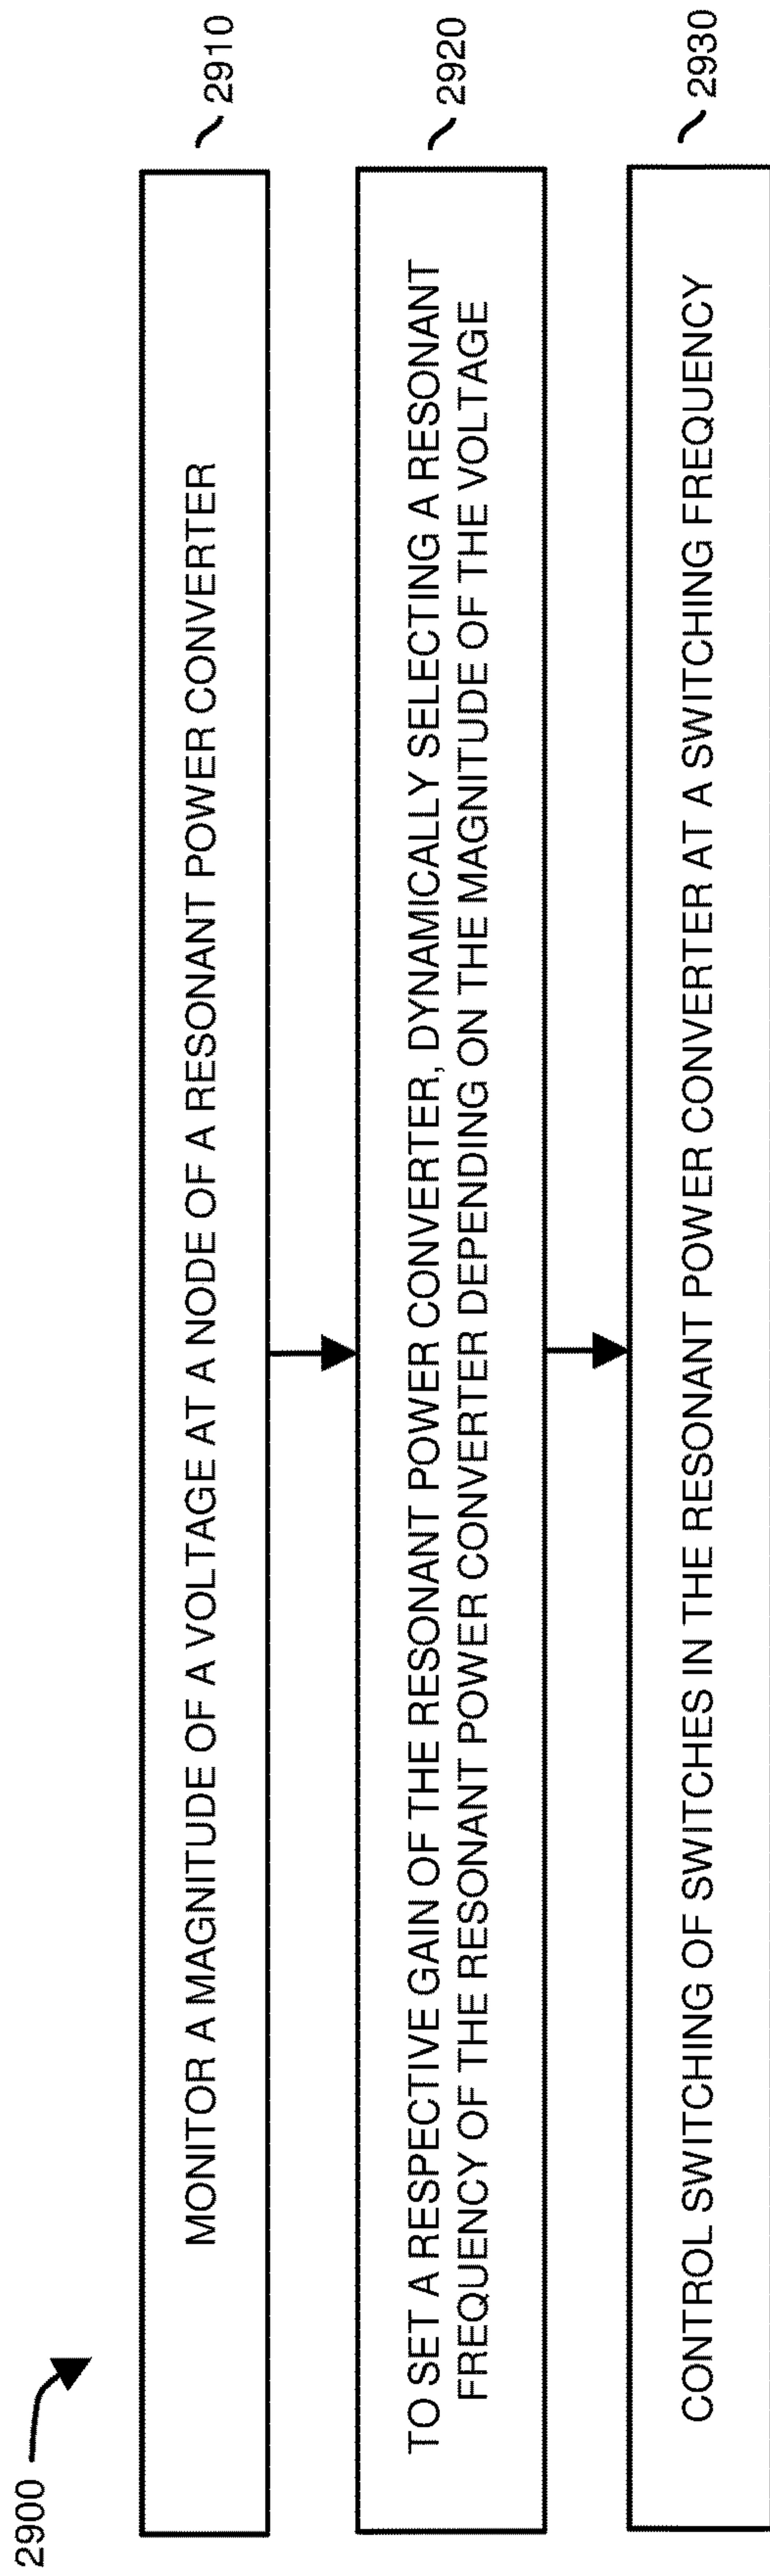 2900
MONITOR A MAGNITUDE OF A VOLTAGE AT A NODE OF A RESONANT POWER CONVERTER
2910
TO SET A RESPECTIVE GAIN OF THE RESONANT POWER CONVERTER, DYNAMICALLY SELECTING A RESONANT
FREQUENCY OF THE RESONANT POWER CONVERTER DEPENDING ON THE MAGNITUDE OF THE VOLTAGE
2920
CONTROL SWITCHING OF SWITCHES IN THE RESONANT POWER CONVERTER AT A SWITCHING FREQUENCY
2930